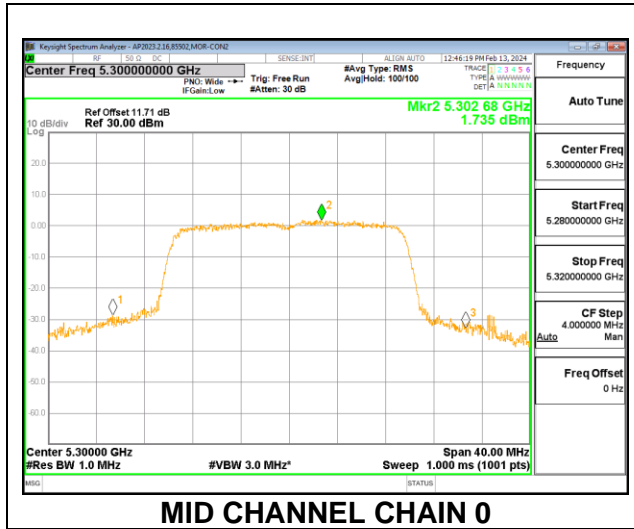 Keysight Spectrum Analyzer - AP2023.2.16,85502,MOR-CON2
RF 50 Ω DC SENSE:INT ALIGN AUTO 12:46:19 PM Feb 13, 2024
Center Freq 5.300000000 GHz
PNO: Wide
IFGain:Low
Trig: Free Run
#Atten: 30 dB
#Avg Type: RMS
Avg|Hold: 100/100
TRACE 1 2 3 4 5 6
TYPE A WWWWW
DET A N N N N N
Ref Offset 11.71 dB
Ref 30.00 dBm
10 dB/div
Log
Mkr2 5.302 68 GHz
1.735 dBm
20.0
10.0
0.00
-10.0
-20.0
-30.0
-40.0
-50.0
-60.0
1
2
3
Center 5.30000 GHz
#Res BW 1.0 MHz
#VBW 3.0 MHz*
Span 40.00 MHz
Sweep 1.000 ms (1001 pts)
MSG
STATUS
Frequency
Auto Tune
Center Freq
5.300000000 GHz
Start Freq
5.280000000 GHz
Stop Freq
5.320000000 GHz
CF Step
4.000000 MHz
Auto Man
Freq Offset
0 Hz
MID CHANNEL CHAIN 0